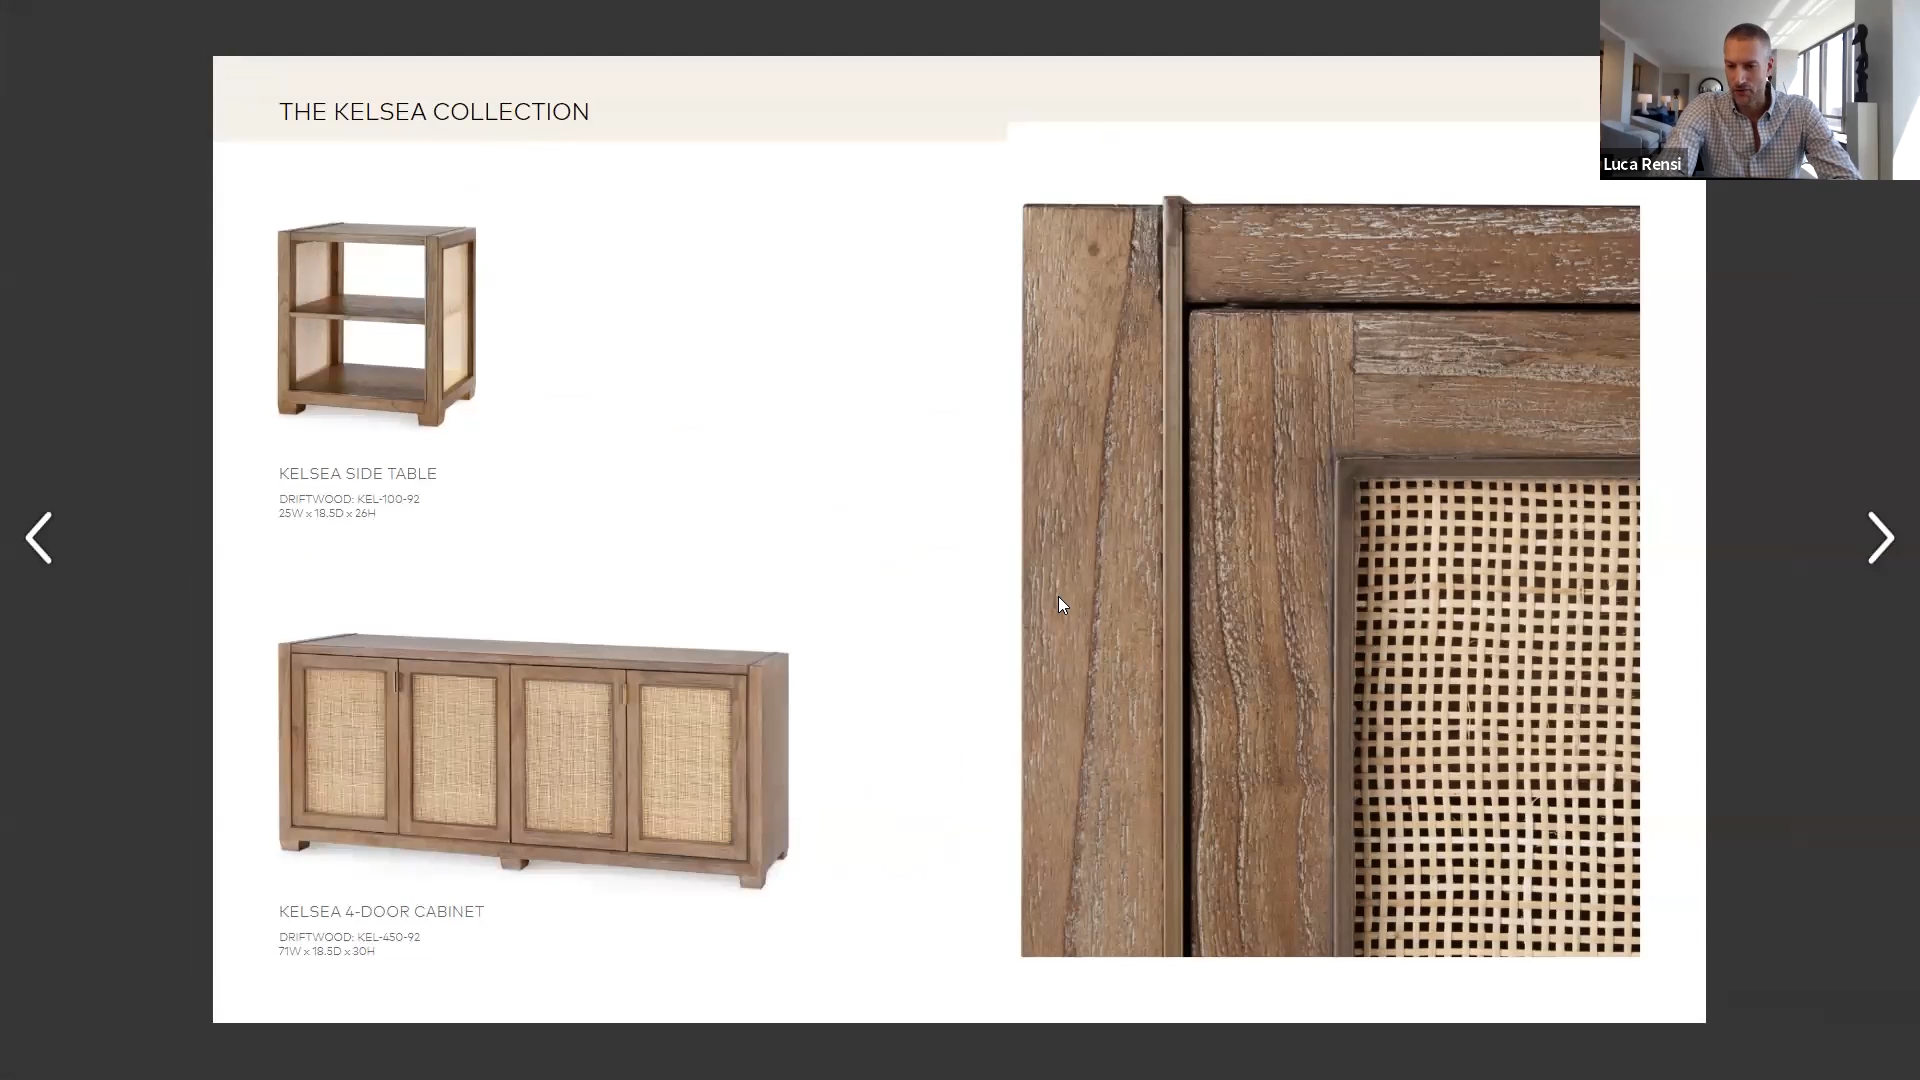 THE KELSEA COLLECTION
Luca Rensi
KELSEA SIDE TABLE
DRIFTWOOD: KEL-100-92
25W x 18.5D x 26H
KELSEA 4-DOOR CABINET
DRIFTWOOD: KEL-450-92
71W x 18.5D x 30H